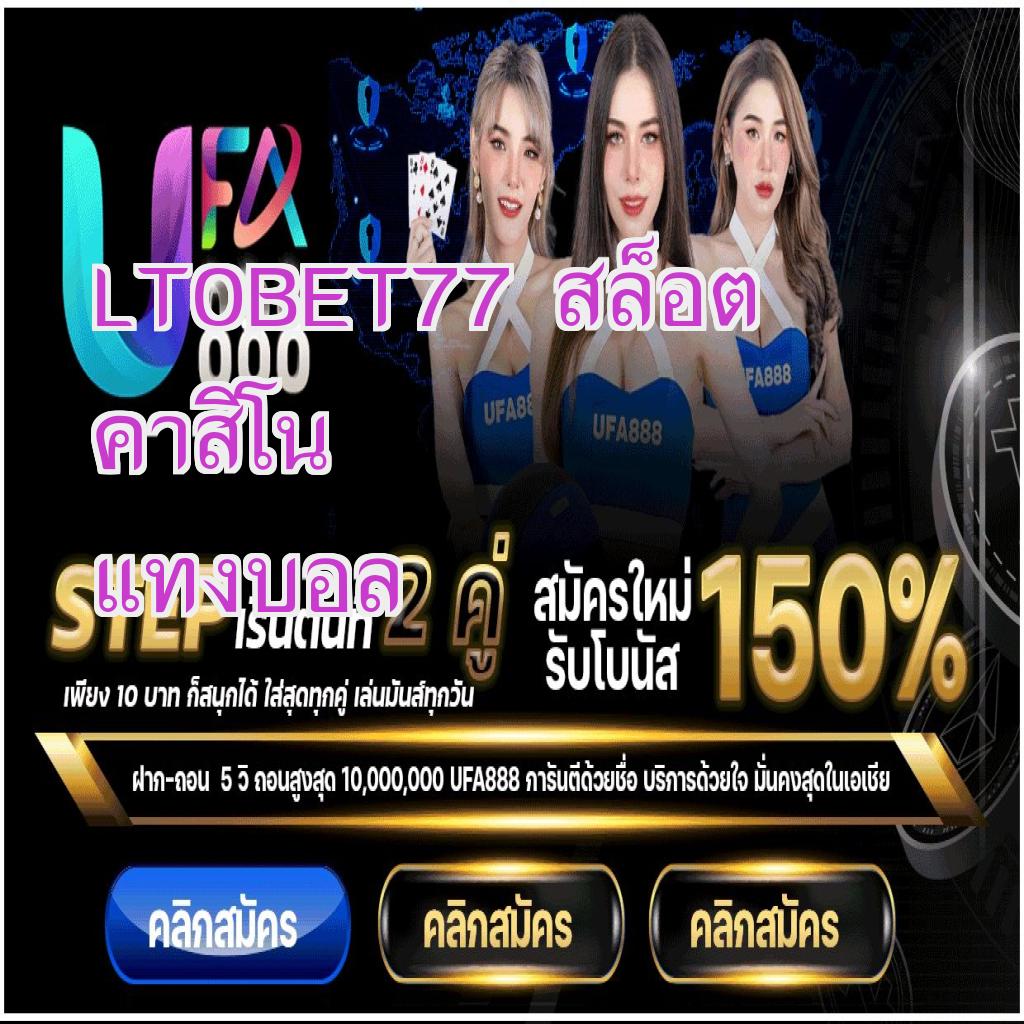 UFA
888
LTOBET77 สล็อต
คาสิโน
แทงบอล
UFA888
UFA888
UFA888
STEP เริ่มต้นที่ 2 คู่
เพียง 10 บาท ก็สนุกได้ ใส่สุดทุกคู่ เล่นมันส์ทุกวัน
สมัครใหม่
รับโบนัส
150%
ฝาก-ถอน 5 วิ ถอนสูงสุด 10,000,000 UFA888 การันตีด้วยชื่อ บริการด้วยใจ มั่นคงสุดในเอเชีย
คลิกสมัคร
คลิกสมัคร
คลิกสมัคร